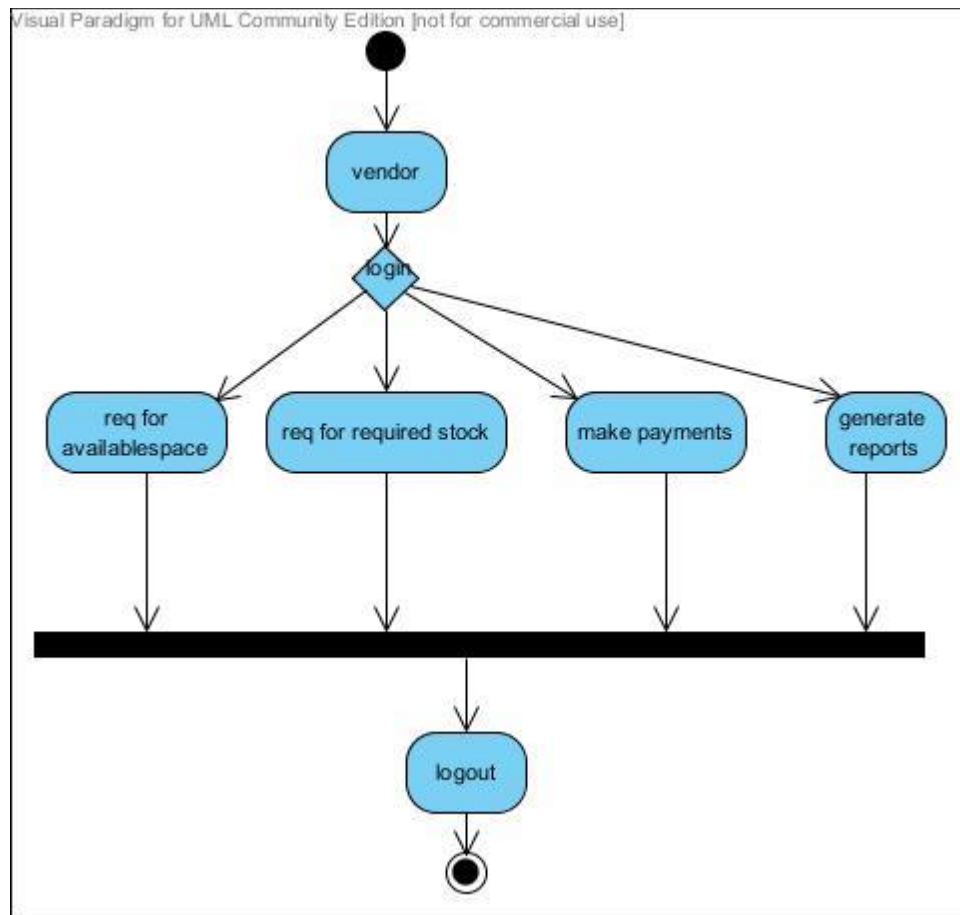 Visual Paradigm for UML Community Edition [not for commercial use]
vendor
login
req for
availablespace
req for required stock
make payments
generate
reports
logout